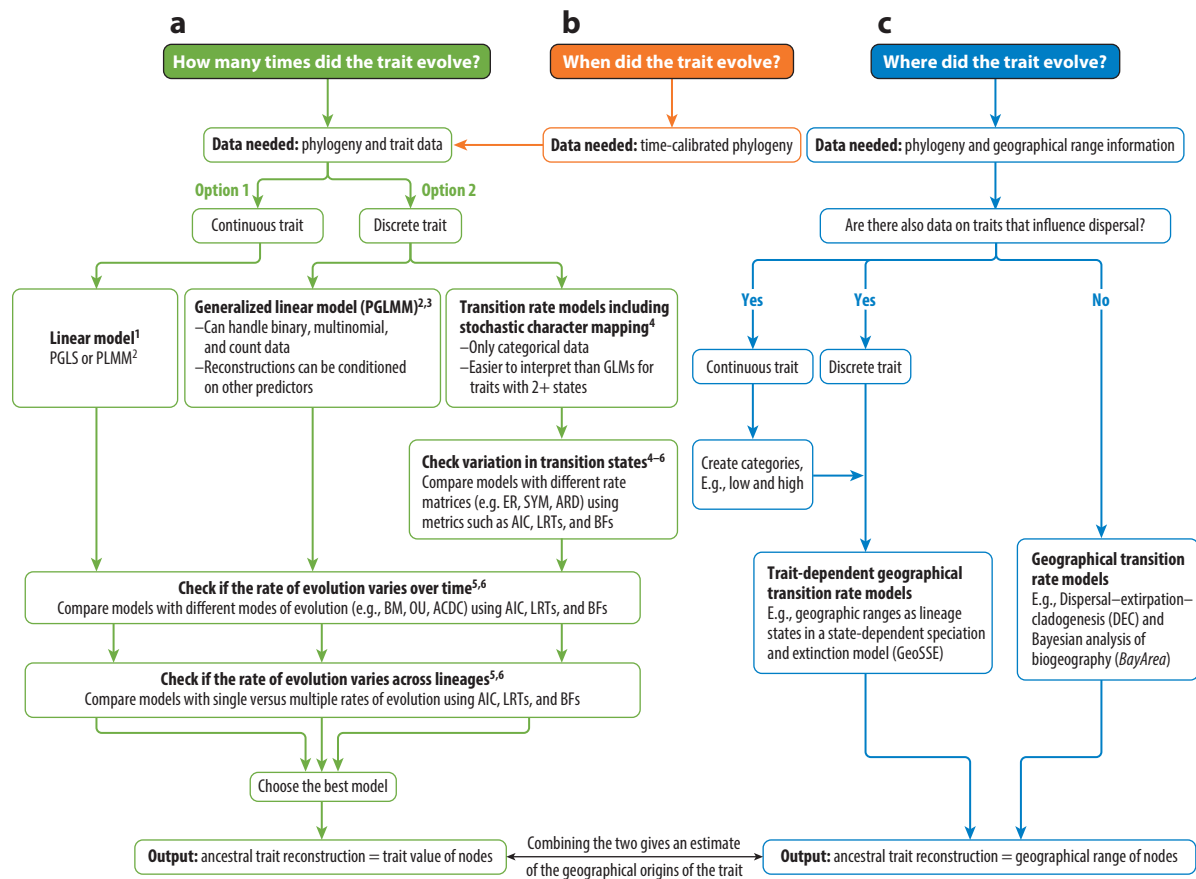 a
How many times did the trait evolve?
b
When did the trait evolve?
c
Where did the trait evolve?
Data needed: phylogeny and trait data
Data needed: time-calibrated phylogeny
Data needed: phylogeny and geographical range information
Option 1
Option 2
Continuous trait
Discrete trait
Linear model1
PGLS or PLMM2
Generalized linear model (PGLMM)2,3
–Can handle binary, multinomial,
and count data
–Reconstructions can be conditioned
on other predictors
Transition rate models including
stochastic character mapping4
–Only categorical data
–Easier to interpret than GLMs for
traits with 2+ states
Check variation in transition states4–6
Compare models with different rate
matrices (e.g. ER, SYM, ARD) using
metrics such as AIC, LRTs, and BFs
Check if the rate of evolution varies over time5,6
Compare models with different modes of evolution (e.g., BM, OU, ACDC) using AIC, LRTs, and BFs
Check if the rate of evolution varies across lineages5,6
Compare models with single versus multiple rates of evolution using AIC, LRTs, and BFs
Choose the best model
Output: ancestral trait reconstruction = trait value of nodes
Are there also data on traits that influence dispersal?
Yes
Yes
No
Continuous trait
Discrete trait
Create categories,
E.g., low and high
Trait-dependent geographical
transition rate models
E.g., geographic ranges as lineage
states in a state-dependent speciation
and extinction model (GeoSSE)
Geographical transition
rate models
E.g., Dispersal–extirpation–
cladogenesis (DEC) and
Bayesian analysis of
biogeography (BayArea)
Combining the two gives an estimate
of the geographical origins of the trait
Output: ancestral trait reconstruction = geographical range of nodes